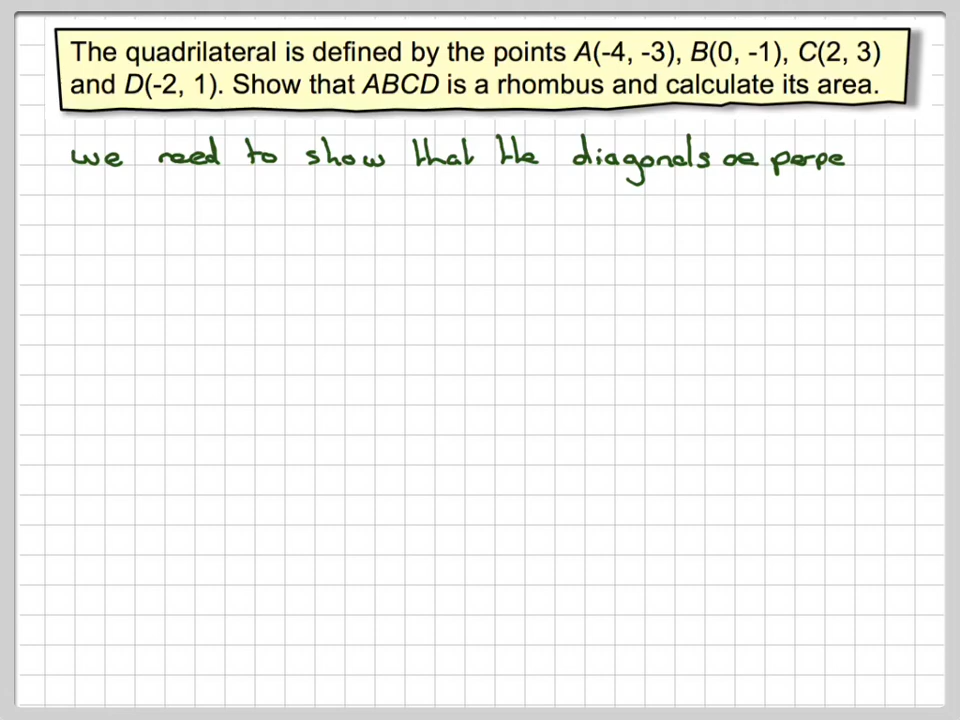 The quadrilateral is defined by the points A(-4, -3), B(0, -1), C(2, 3)
and D(-2, 1). Show that ABCD is a rhombus and calculate its area.
we need to show that the diagonals are perpe